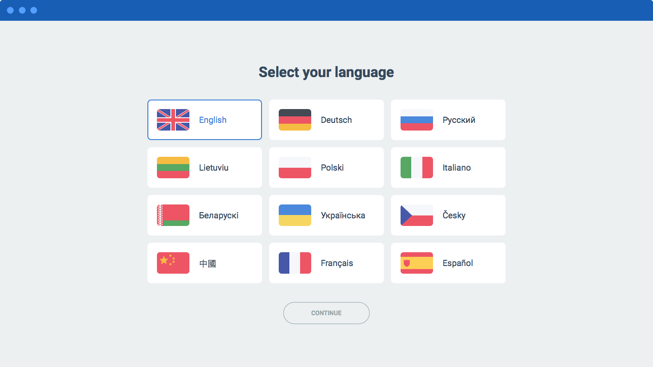 Select your language
English
Deutsch
Русский
Lietuviu
Polski
Italiano
Беларускі
Українська
Česky
中國
Français
Español
CONTINUE